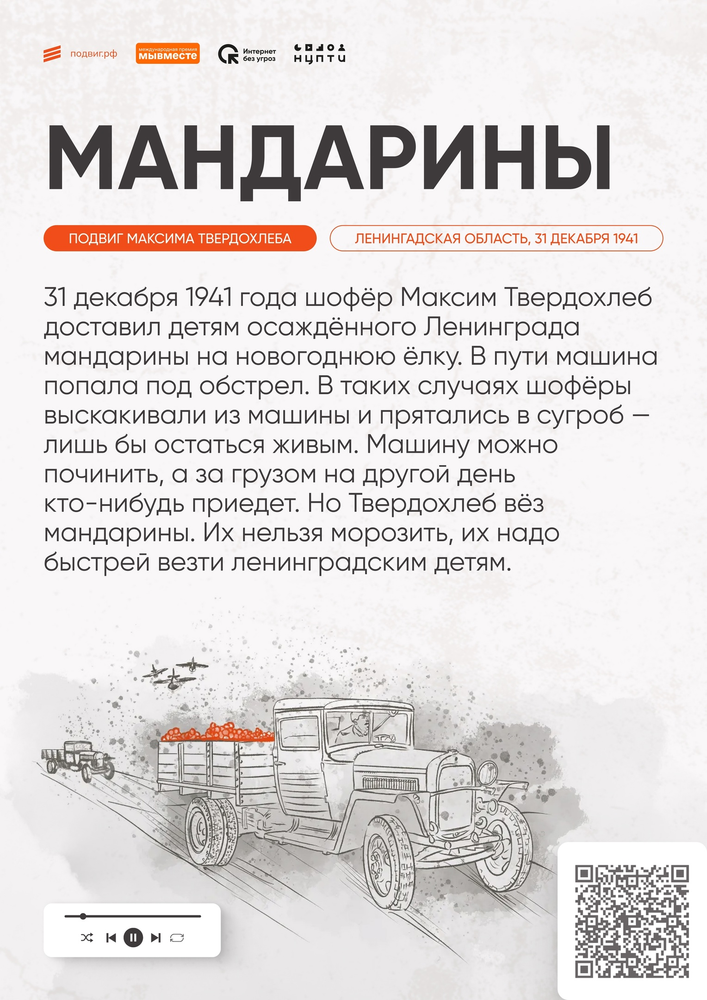 подвиг.рф
международная премия
МЫВМЕСТЕ
Интернет
без угроз
НЦПТИ
МАНДАРИНЫ
ПОДВИГ МАКСИМА ТВЕРДОХЛЕБА
ЛЕНИНГАДСКАЯ ОБЛАСТЬ, 31 ДЕКАБРЯ 1941
31 декабря 1941 года шофёр Максим Твердохлеб
доставил детям осаждённого Ленинграда
мандарины на новогоднюю ёлку. В пути машина
попала под обстрел. В таких случаях шофёры
выскакивали из машины и прятались в сугроб —
лишь бы остаться живым. Машину можно
починить, а за грузом на другой день
кто-нибудь приедет. Но Твердохлеб вёз
мандарины. Их нельзя морозить, их надо
быстрей везти ленинградским детям.